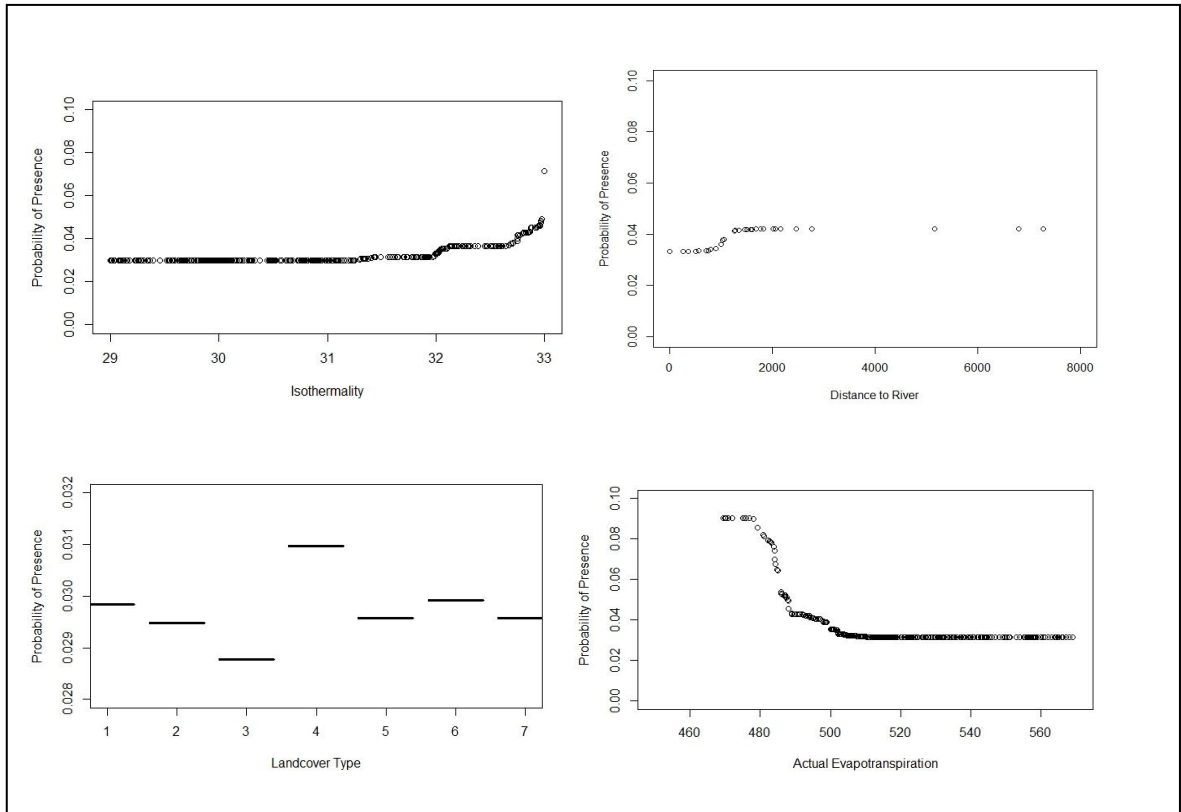 Probability of Presence
0.10
0.08
0.06
0.04
0.02
0.00
29 30 31 32 33
Isothermality
Probability of Presence
0.10
0.08
0.06
0.04
0.02
0.00
0 2000 4000 6000 8000
Distance to River
Probability of Presence
0.032
0.031
0.030
0.029
0.028
1 2 3 4 5 6 7
Landcover Type
Probability of Presence
0.10
0.08
0.06
0.04
0.02
0.00
460 480 500 520 540 560
Actual Evapotranspiration